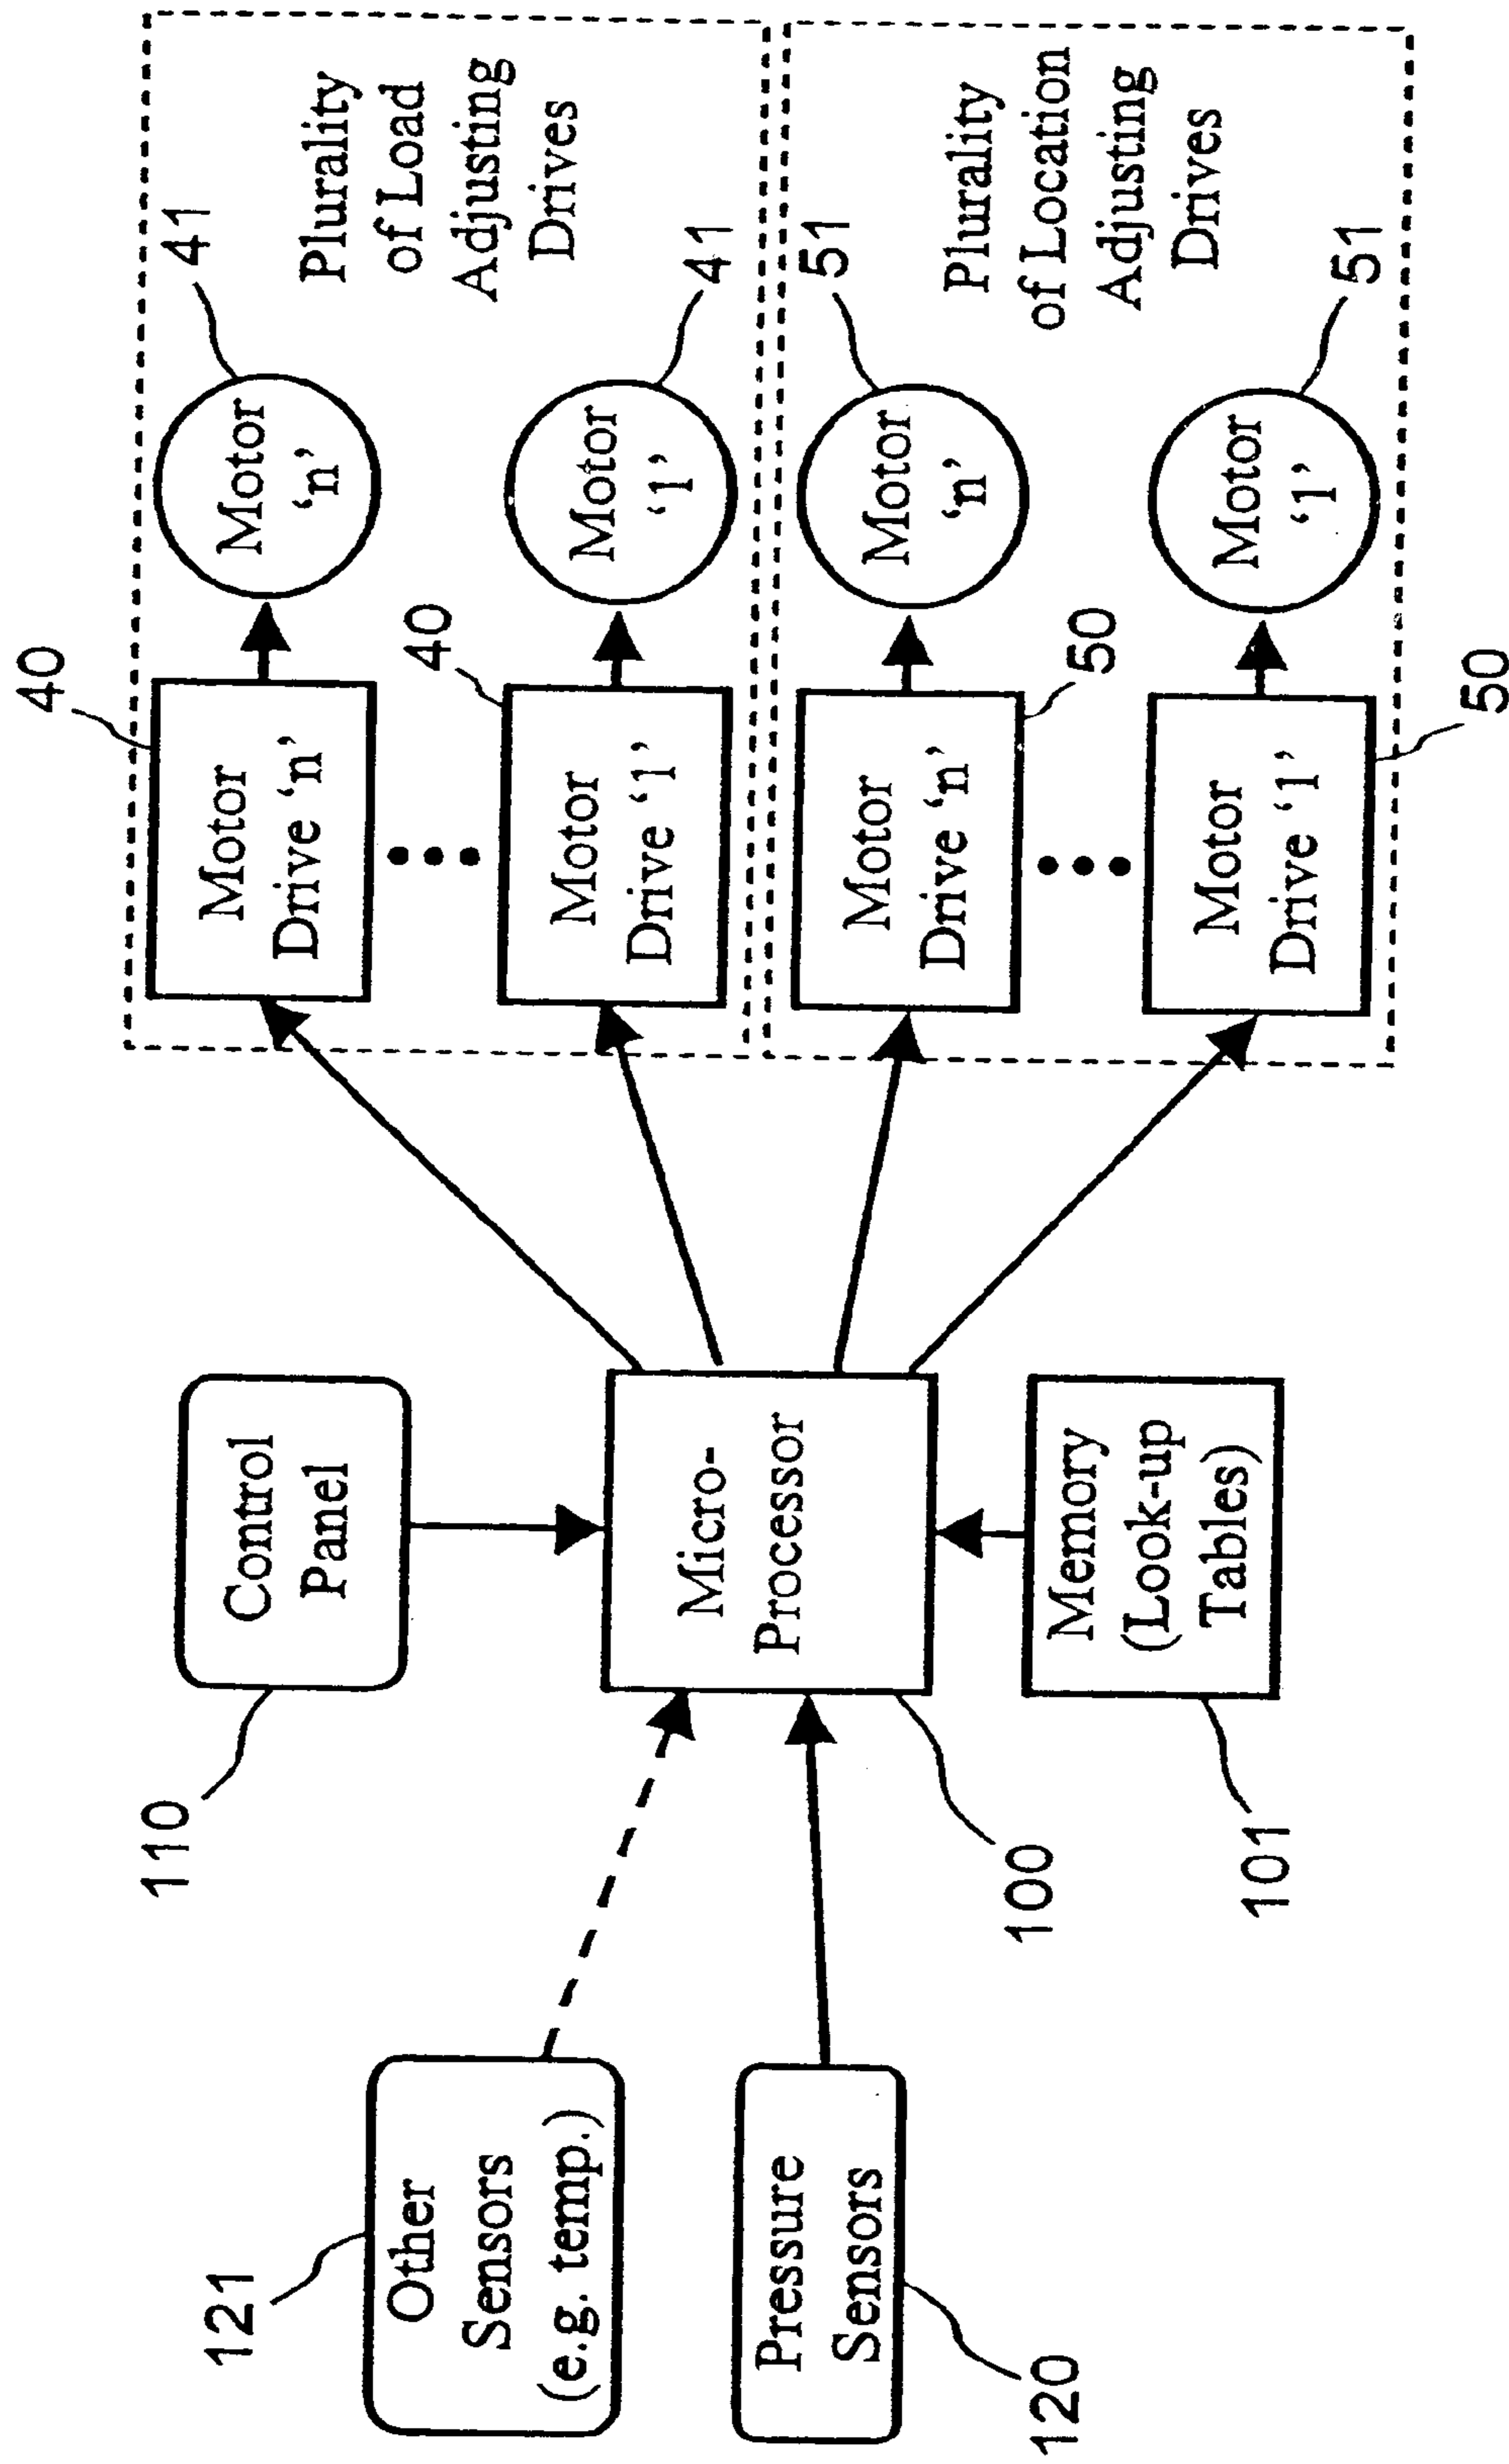 121
Other
Sensors
(e.g. temp.)
Pressure
Sensors
120
110
Control
Panel
Micro-
Processor
100
Memory
(Look-up
Tables)
101
40
Motor
Drive ‘n’
Motor
‘n’
41
40
Motor
Drive ‘1’
Motor
‘1’
41
Plurality
of Load
Adjusting
Drives
Motor
Drive ‘n’
50
Motor
‘n’
51
Motor
Drive ‘1’
50
Motor
‘1’
51
Plurality
of Location
Adjusting
Drives